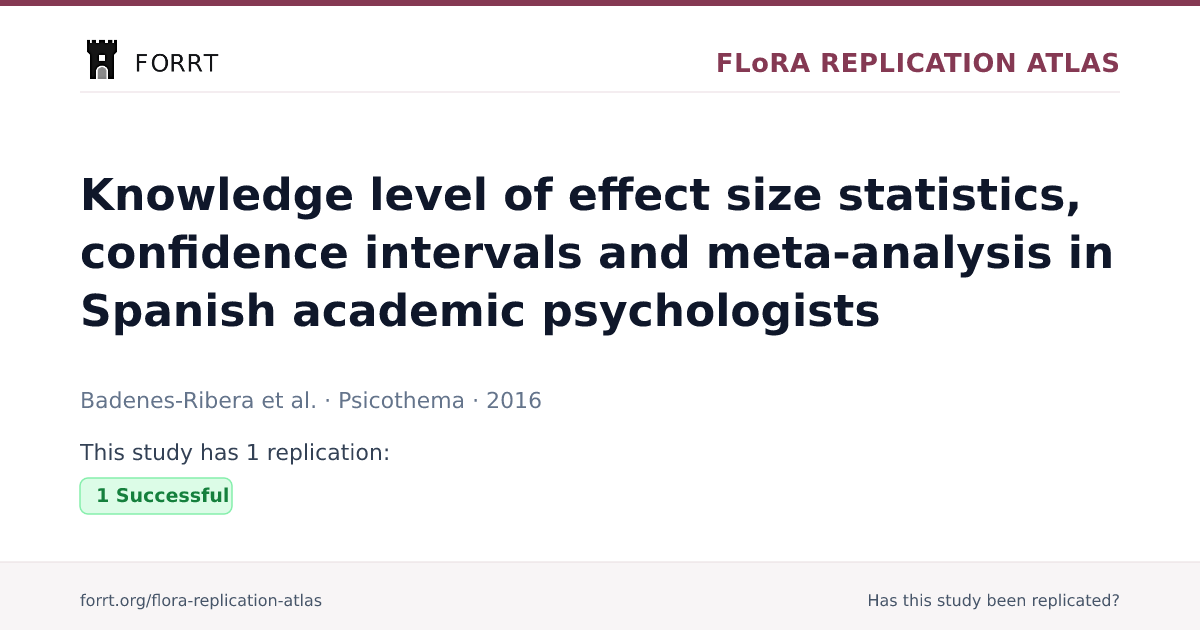 FORRT
FLoRA REPLICATION ATLAS
Knowledge level of effect size statistics,
confidence intervals and meta-analysis in
Spanish academic psychologists
Badenes-Ribera et al. · Psicothema · 2016
This study has 1 replication:
1 Successful
forrt.org/flora-replication-atlas
Has this study been replicated?